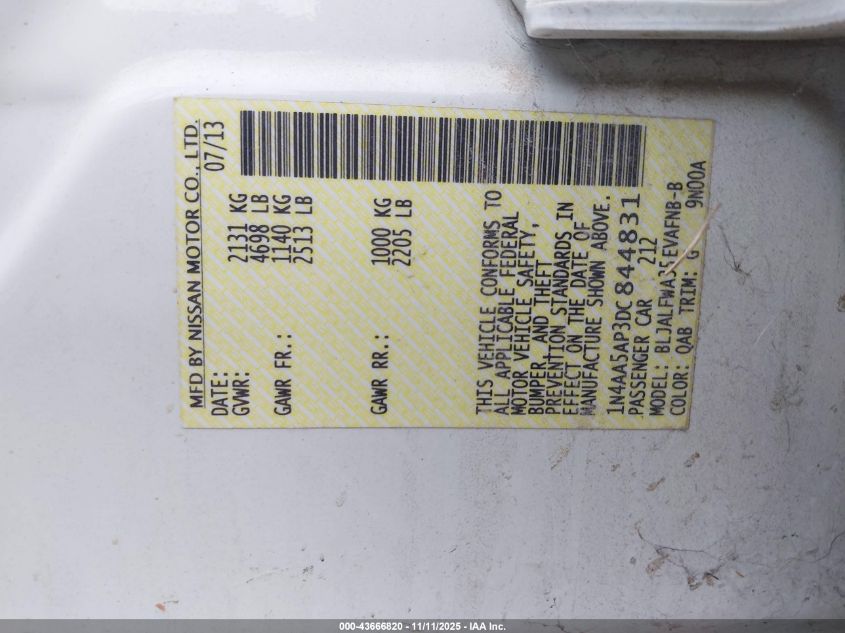 MFD BY NISSAN MOTOR CO., LTD.
DATE: 07/13
GVWR: 2131 KG
4698 LB
GAWR FR.: 1140 KG
2513 LB
GAWR RR.: 1000 KG
2205 LB
THIS VEHICLE CONFORMS TO
ALL APPLICABLE FEDERAL
MOTOR VEHICLE SAFETY,
BUMPER, AND THEFT
PREVENTION STANDARDS IN
EFFECT ON THE DATE OF
MANUFACTURE SHOWN ABOVE.
1N4AA5AP3DC844831
PASSENGER CAR 212
MODEL:
COLOR: QAB TRIM: G 9N00A
000-43666820 - 11/11/2025 - IAA Inc.